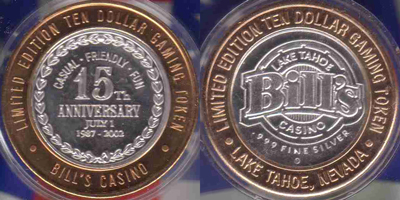 LIMITED EDITION TEN DOLLAR GAMING TOKEN
CASUAL · FRIENDLY · FUN
15TH
ANNIVERSARY
JULY 1
1987 - 2002
· BILL'S CASINO ·
LIMITED EDITION TEN DOLLAR GAMING TOKEN
LAKE TAHOE
Bill's
CASINO
.999 FINE SILVER
· LAKE TAHOE, NEVADA ·